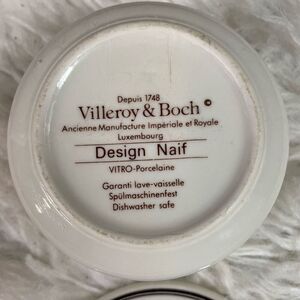 Depuis 1748
Villeroy & Boch ©
Ancienne Manufacture Impériale et Royale
Luxembourg
Design Naif
VITRO-Porcelaine
Garanti lave-vaisselle
Spülmaschinenfest
Dishwasher safe